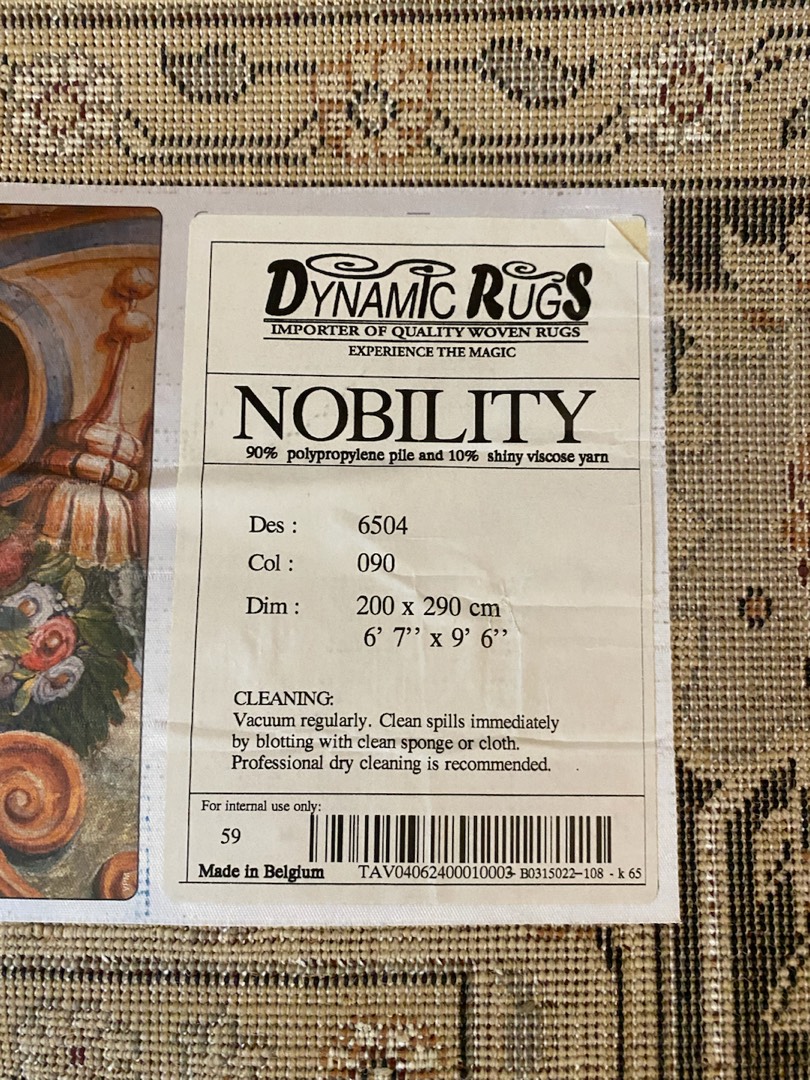 DYNAMIC RUGS
IMPORTER OF QUALITY WOVEN RUGS
EXPERIENCE THE MAGIC
NOBILITY
90% polypropylene pile and 10% shiny viscose yarn
Des : 6504
Col : 090
Dim : 200 x 290 cm
6' 7'' x 9' 6''
CLEANING:
Vacuum regularly. Clean spills immediately
by blotting with clean sponge or cloth.
Professional dry cleaning is recommended.
For internal use only:
59
Made in Belgium TAV04062400010003- B0315022-108 - k 65